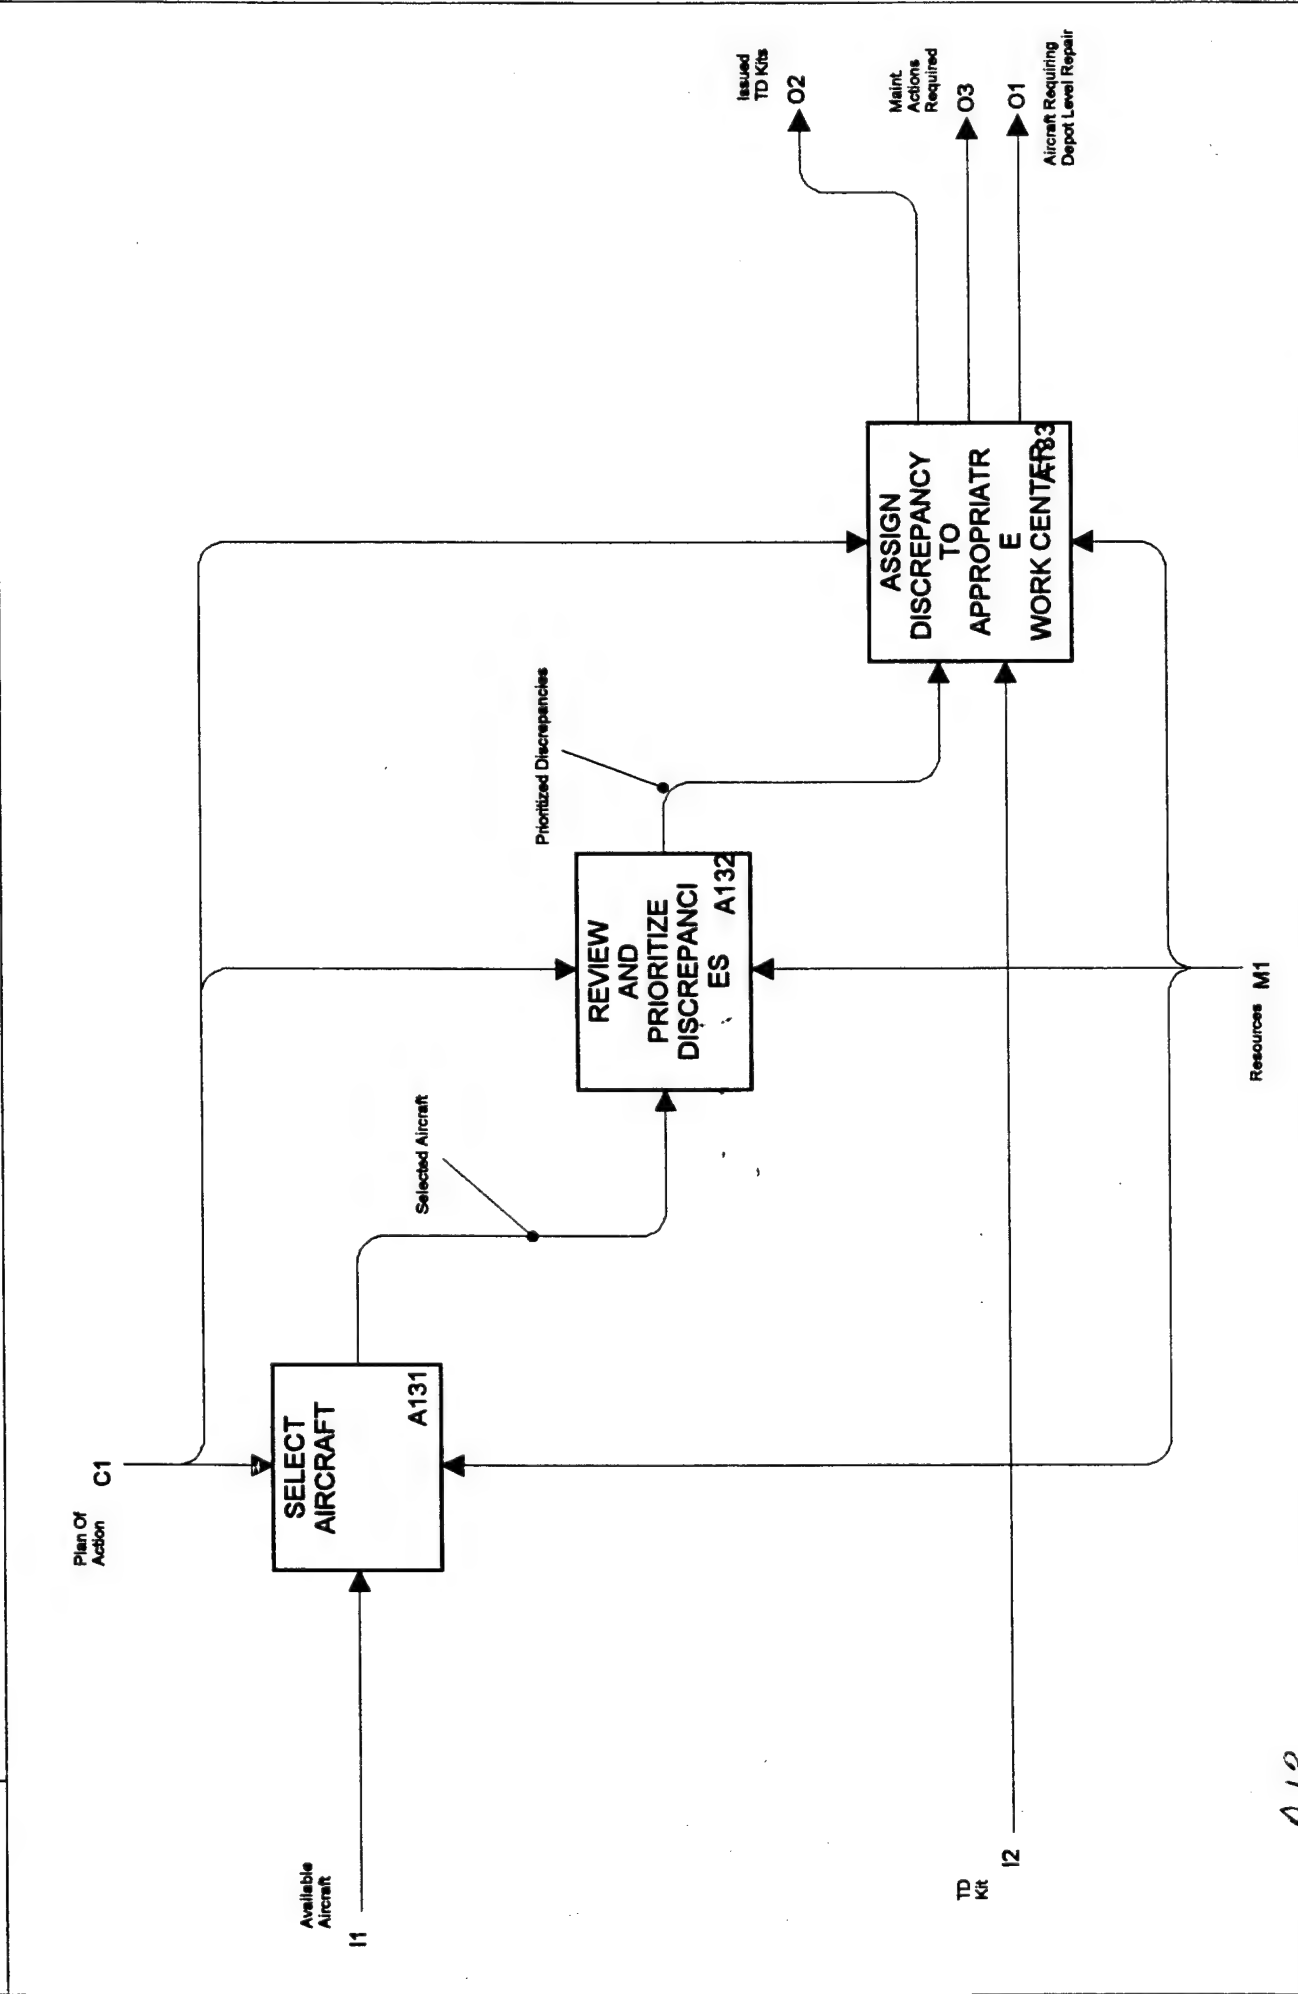 Plan Of
Action
C1
Available
Aircraft
I1
SELECT
AIRCRAFT
A131
Selected Aircraft
REVIEW
AND
PRIORITIZE
DISCREPANCI
ES
A132
Prioritized Discrepancies
ASSIGN
DISCREPANCY
TO
APPROPRIATR
E
WORK CENTER
A133
Issued
TD Kits
O2
Maint.
Actions
Required
O3
O1
Aircraft Requiring
Depot Level Repair
TD
Kit
I2
Resources
M1